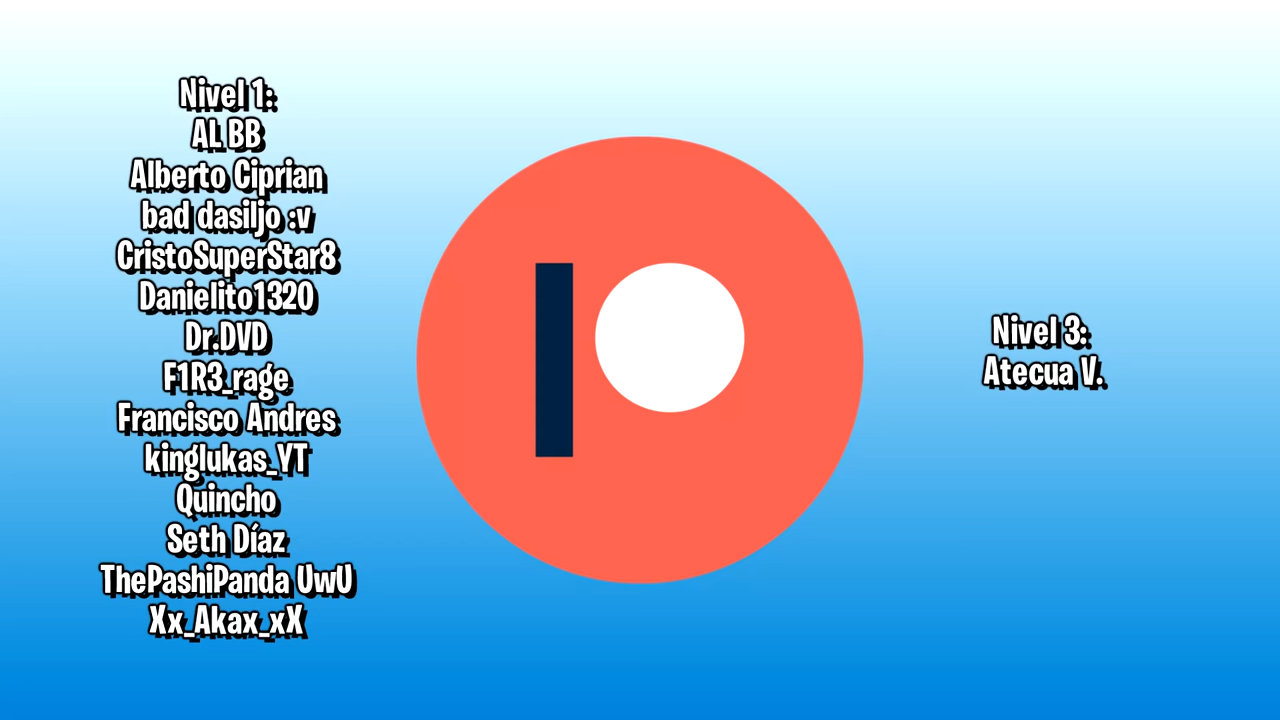 Nivel 1:
AL BB
Alberto Ciprian
bad dasiljo :v
CristoSuperStar8
Danielito1320
Dr.DVD
F1R3_rage
Francisco Andres
kinglukas_YT
Quincho
Seth Díaz
ThePashiPanda UwU
Xx_Akax_xX
Nivel 3:
Atecua V.